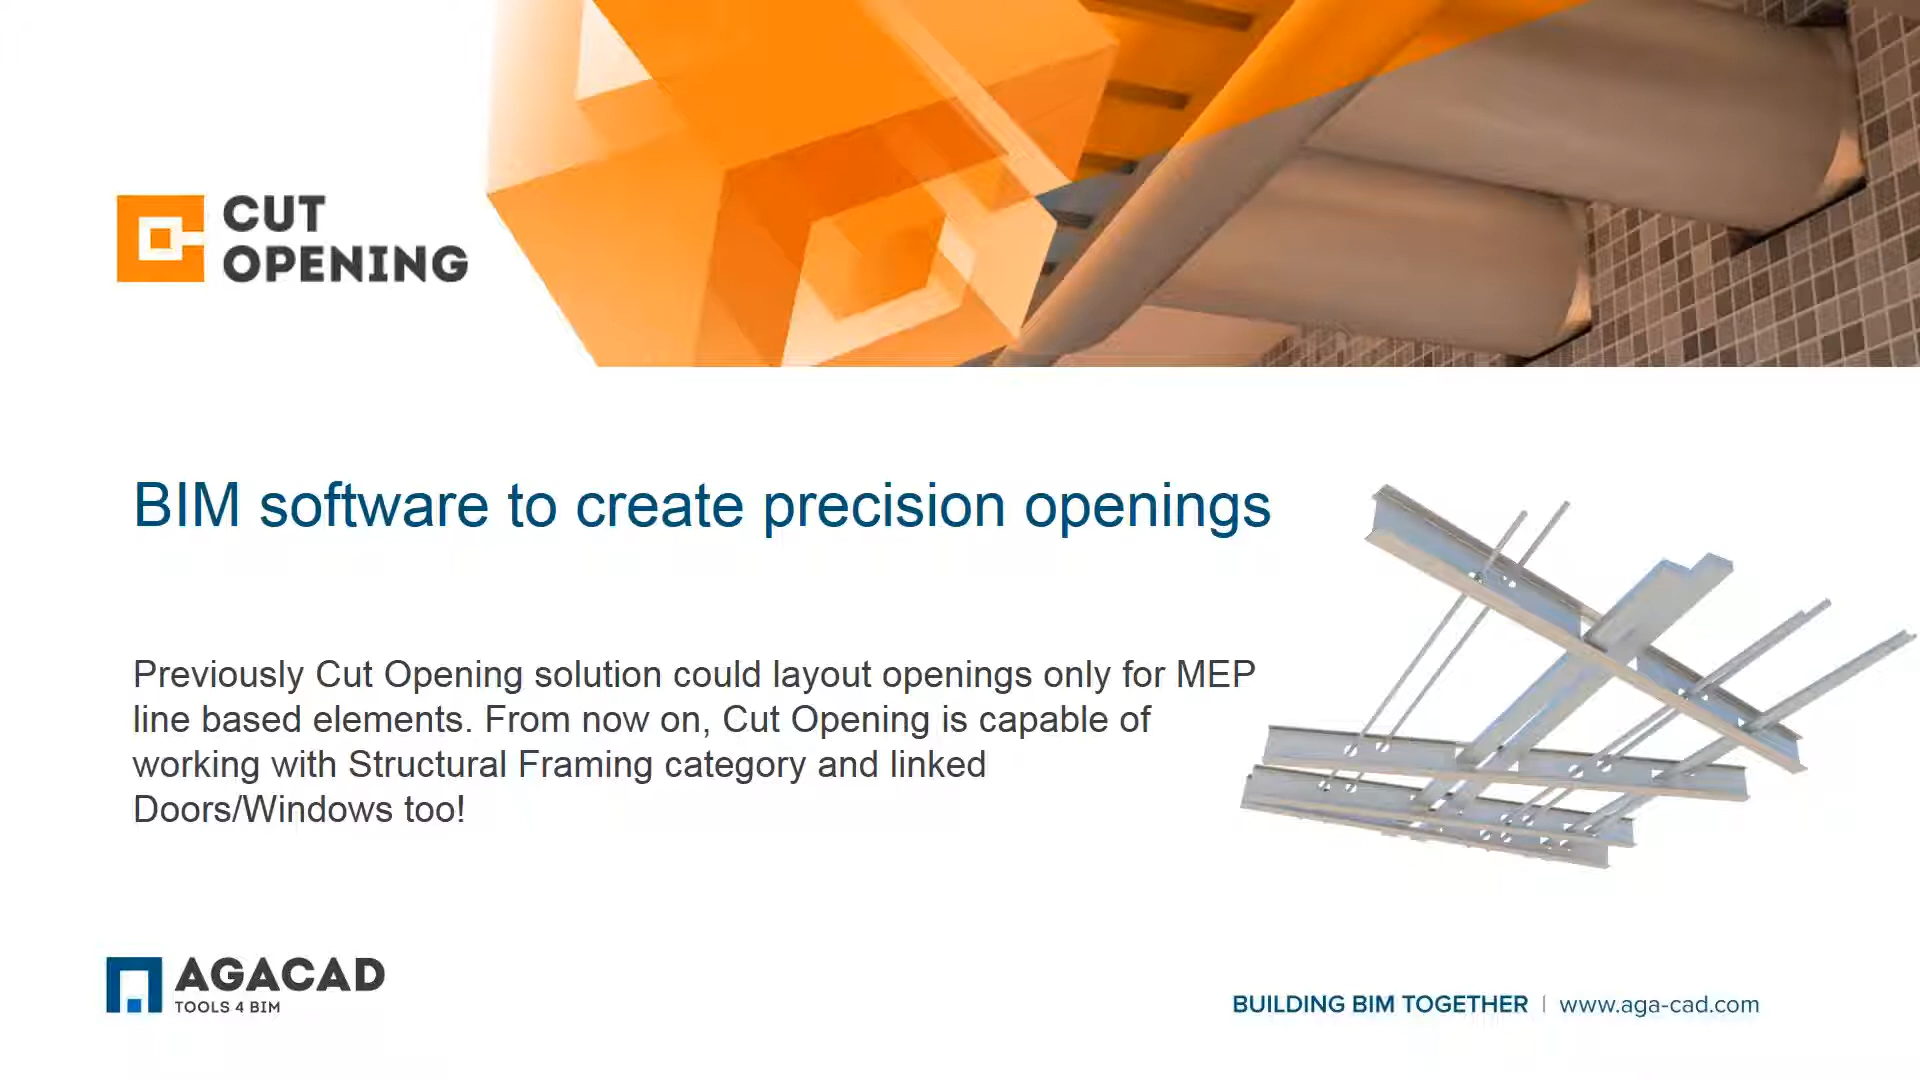 CUT
OPENING
BIM software to create precision openings
Previously Cut Opening solution could layout openings only for MEP
line based elements. From now on, Cut Opening is capable of
working with Structural Framing category and linked
Doors/Windows too!
AGACAD
TOOLS 4 BIM
BUILDING BIM TOGETHER | www.aga-cad.com